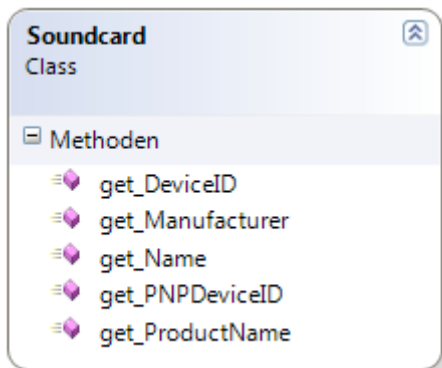 Soundcard
Class
Methoden
get_DeviceID
get_Manufacturer
get_Name
get_PNPDeviceID
get_ProductName